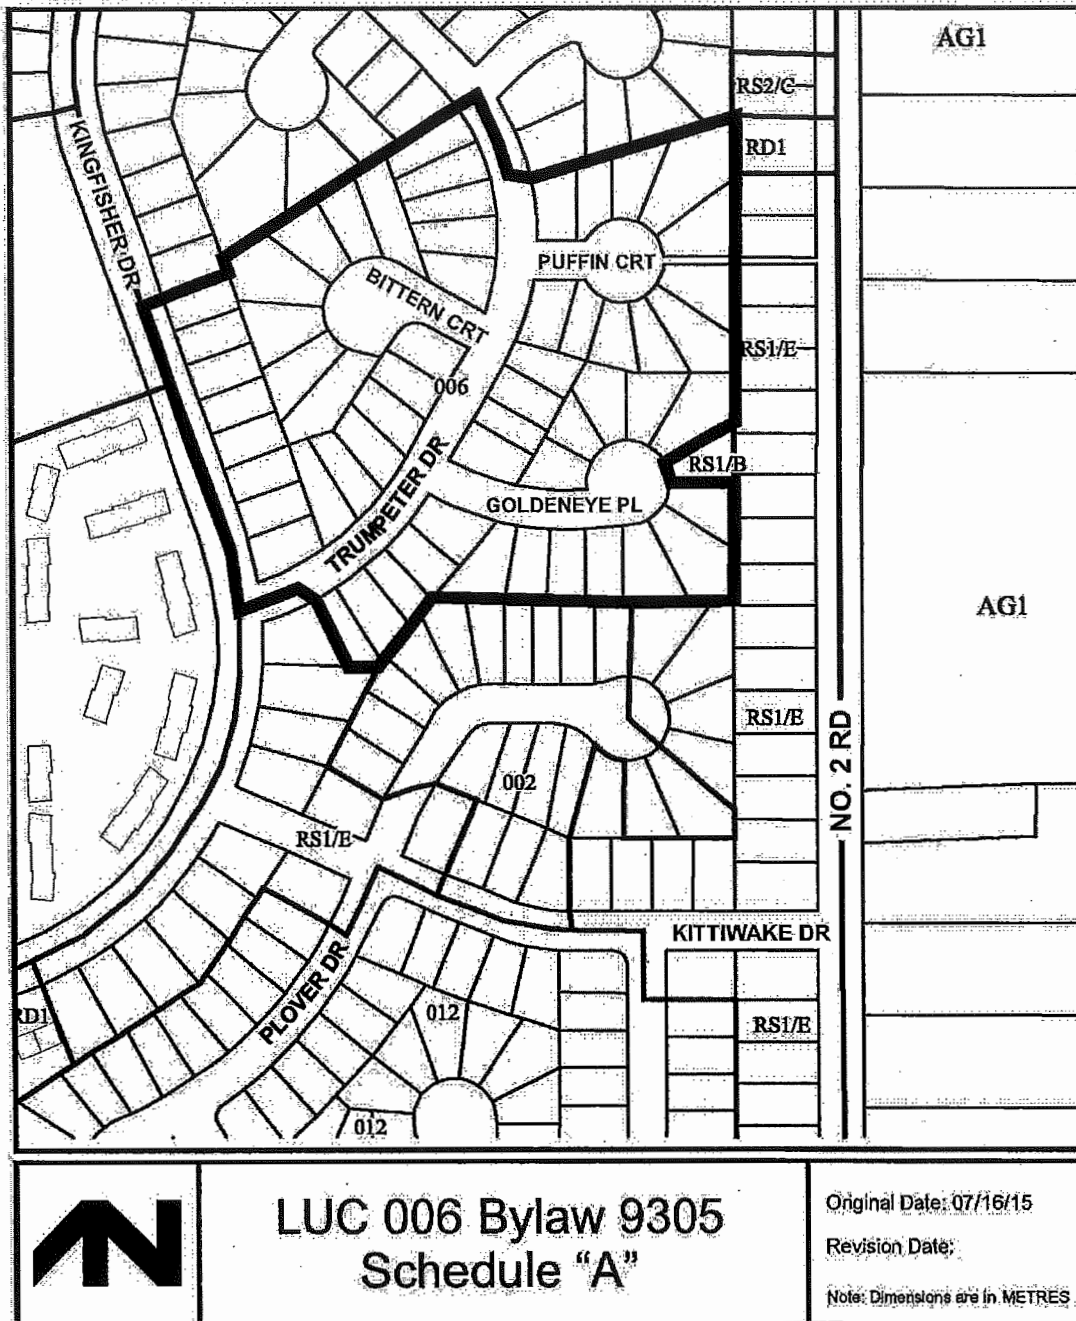 AG1
RS2/C
KINGFISHER DR
RD1
PUFFIN CRT
BITTERN CRT
RS1/E
006
TRUMPETER DR
RS1/B
GOLDENEYE PL
AG1
RS1/E
NO. 2 RD
002
RS1/E
KITTIWAKE DR
PLOVER DR
RD1
012
RS1/E
012
LUC 006 Bylaw 9305
Schedule “A”
Original Date: 07/16/15
Revision Date:
Note: Dimensions are in METRES